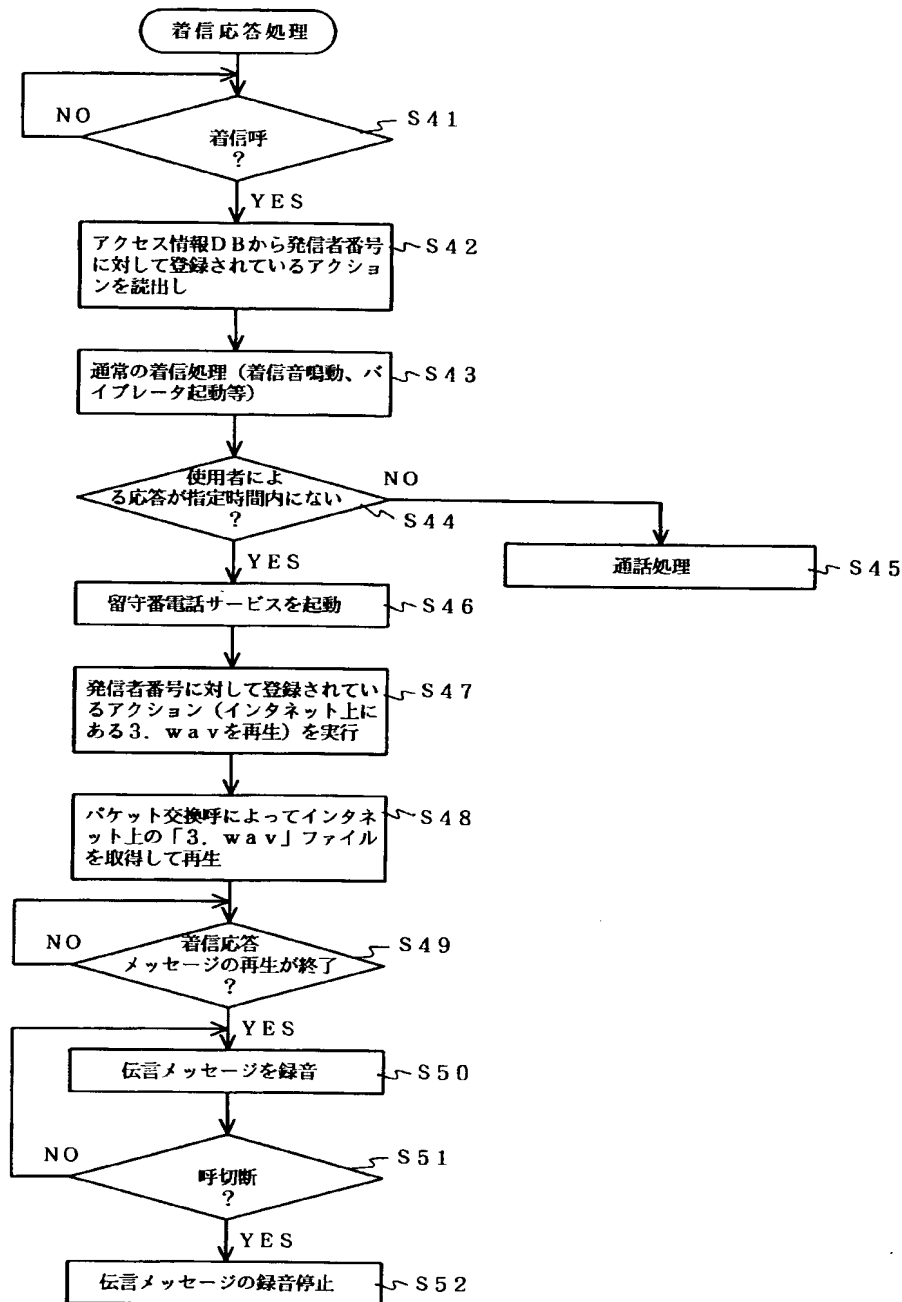 着信応答処理
NO
着信呼
?
S41
YES
アクセス情報DBから発信者番号
に対して登録されているアクショ
ンを読出し
S42
通常の着信処理(着信音鳴動、バ
イブレータ起動等)
S43
使用者によ
る応答が指定時間内にない
?
NO
S44
YES
通話処理
S45
留守番電話サービスを起動
S46
発信者番号に対して登録されてい
るアクション(インタネット上に
ある3.wavを再生)を実行
S47
パケット交換呼によってインタネ
ット上の「3.wav」ファイル
を取得して再生
S48
NO
着信応答
メッセージの再生が終了
?
S49
YES
伝言メッセージを録音
S50
NO
呼切断
?
S51
YES
伝言メッセージの録音停止
S52